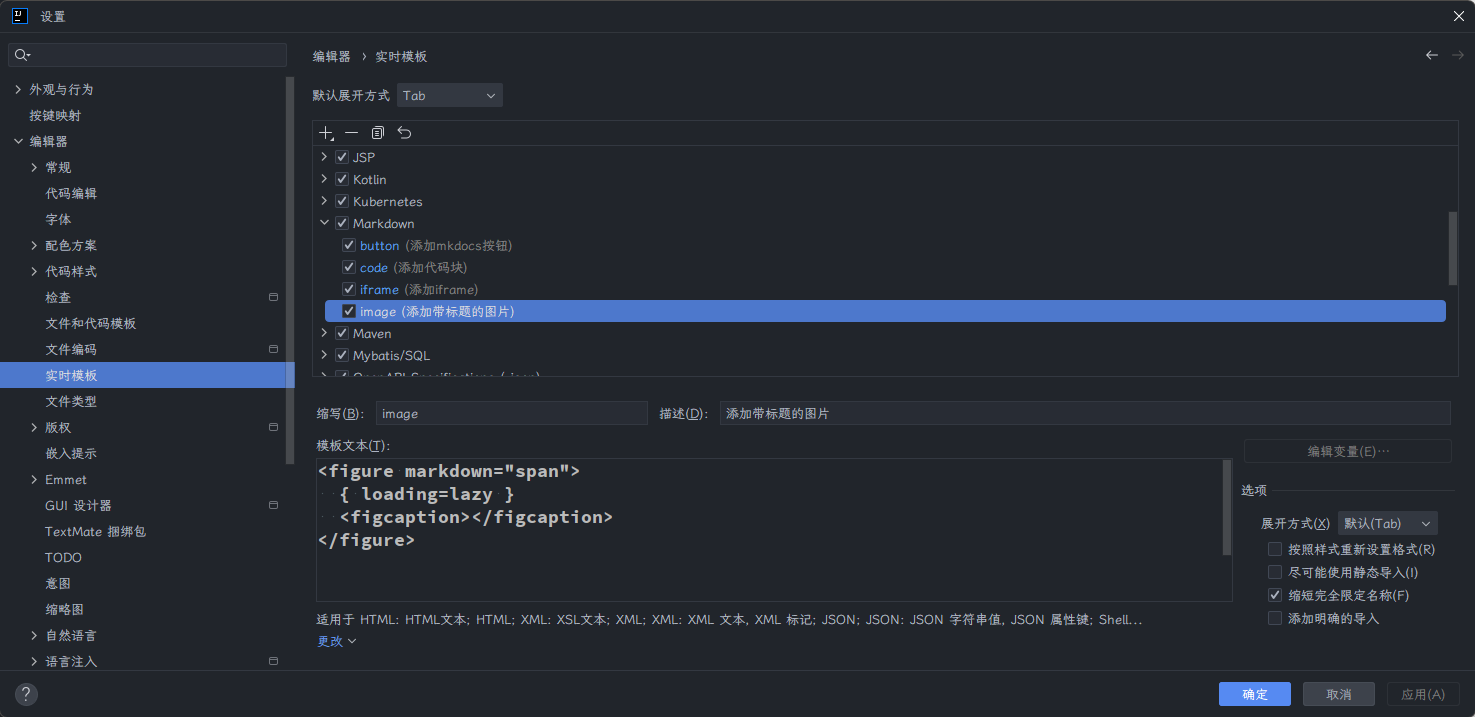 设置
编辑器 › 实时模板
外观与行为
按键映射
编辑器
常规
代码编辑
字体
配色方案
代码样式
检查
文件和代码模板
文件编码
实时模板
文件类型
版权
嵌入提示
Emmet
GUI 设计器
TextMate 捆绑包
TODO
意图
缩略图
自然语言
语言注入
默认展开方式 Tab
JSP
Kotlin
Kubernetes
Markdown
button (添加mkdocs按钮)
code (添加代码块)
iframe (添加iframe)
image (添加带标题的图片)
Maven
Mybatis/SQL
缩写(B): image 描述(D): 添加带标题的图片
模板文本(T):
编辑变量(E)…
<figure markdown="span">
{ loading=lazy }
<figcaption></figcaption>
</figure>
选项
展开方式(X) 默认(Tab)
按照样式重新设置格式(R)
尽可能使用静态导入(I)
缩短完全限定名称(F)
添加明确的导入
适用于 HTML: HTML文本; HTML; XML: XSL文本; XML; XML: XML 文本, XML 标记; JSON; JSON: JSON 字符串值, JSON 属性键; Shell...
更改
?
确定 取消 应用(A)